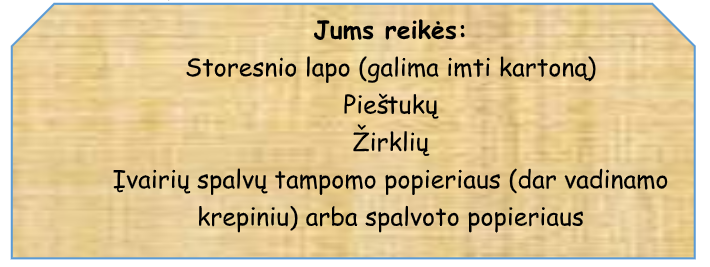 Jums reikės:
Storesnio lapo (galima imti kartoną)
Pieštukų
Žirklių
Įvairių spalvų tampomo popieriaus (dar vadinamo
krepiniu) arba spalvoto popieriaus